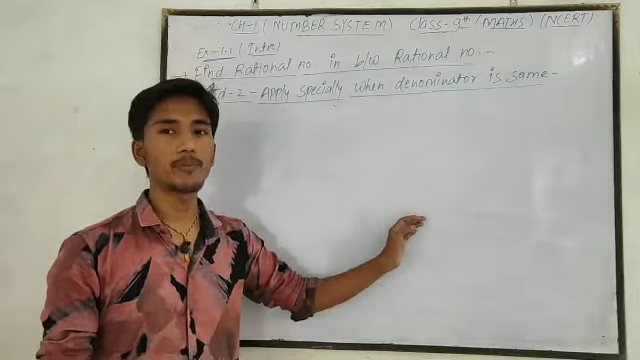 CH-1 (NUMBER SYSTEM) Class-9th (MATHS) (NCERT)
Ex-1.1 (Intro)
→ Find Rational no. in b/w Rational no. --
-2 - Apply specially when denominator is same -